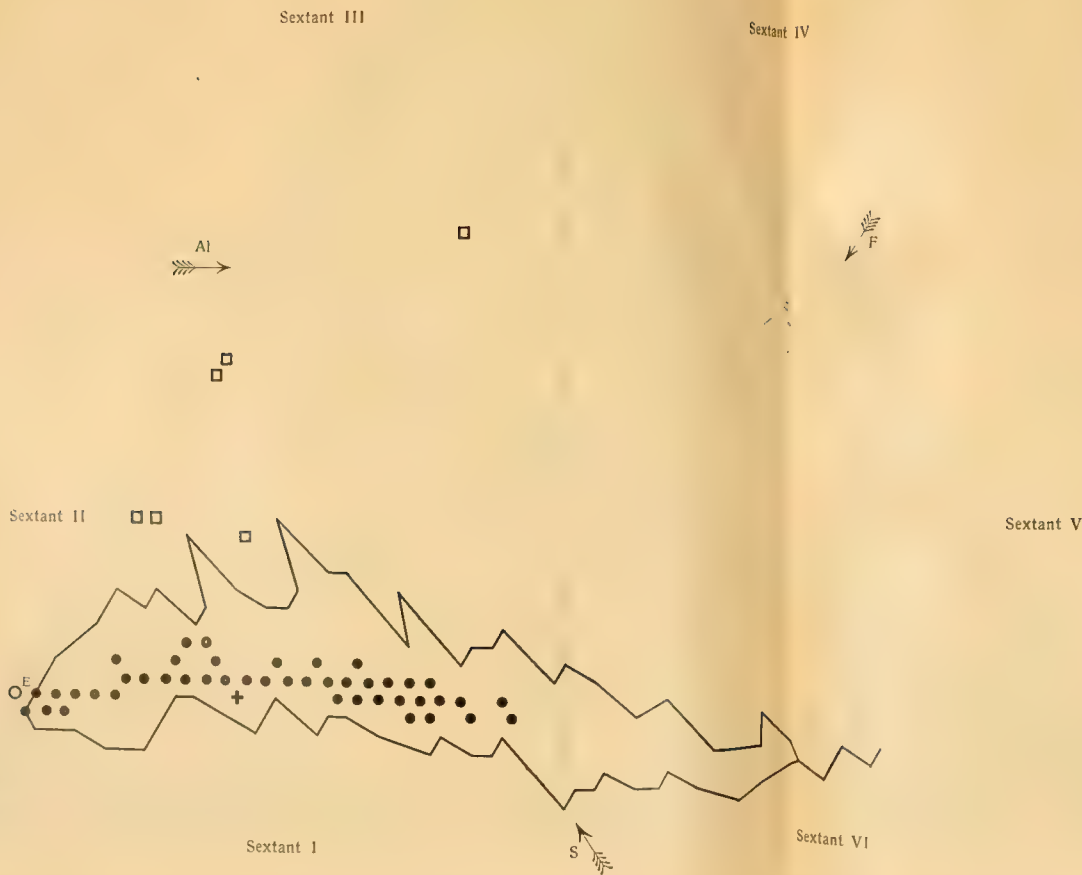 Sextant III
Sextant IV
Al
F
Sextant II
Sextant V
E
Sextant I
S
Sextant VI